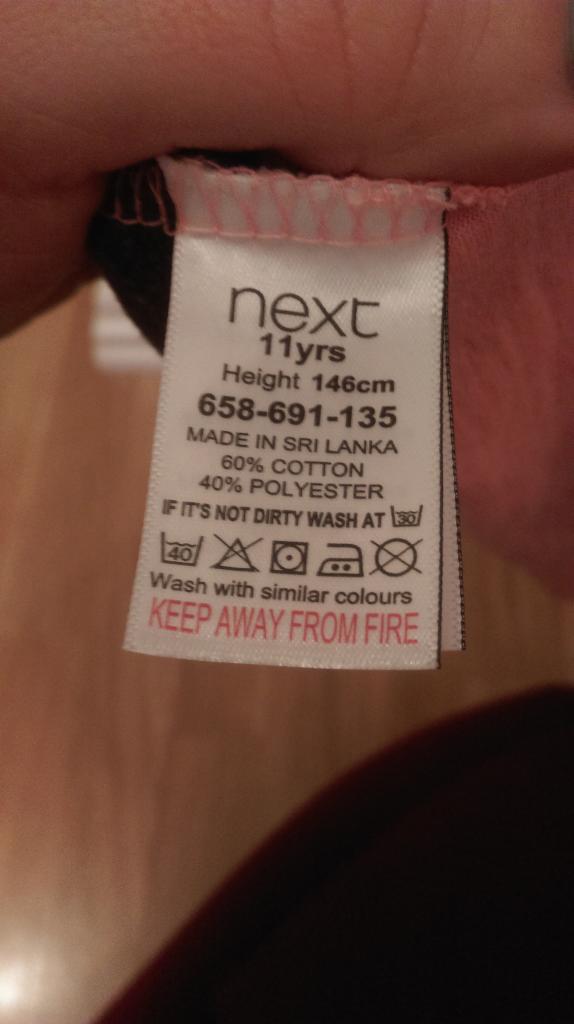 next
11yrs
Height 146cm
658-691-135
MADE IN SRI LANKA
60% COTTON
40% POLYESTER
IF IT'S NOT DIRTY WASH AT 30
40
Wash with similar colours
KEEP AWAY FROM FIRE